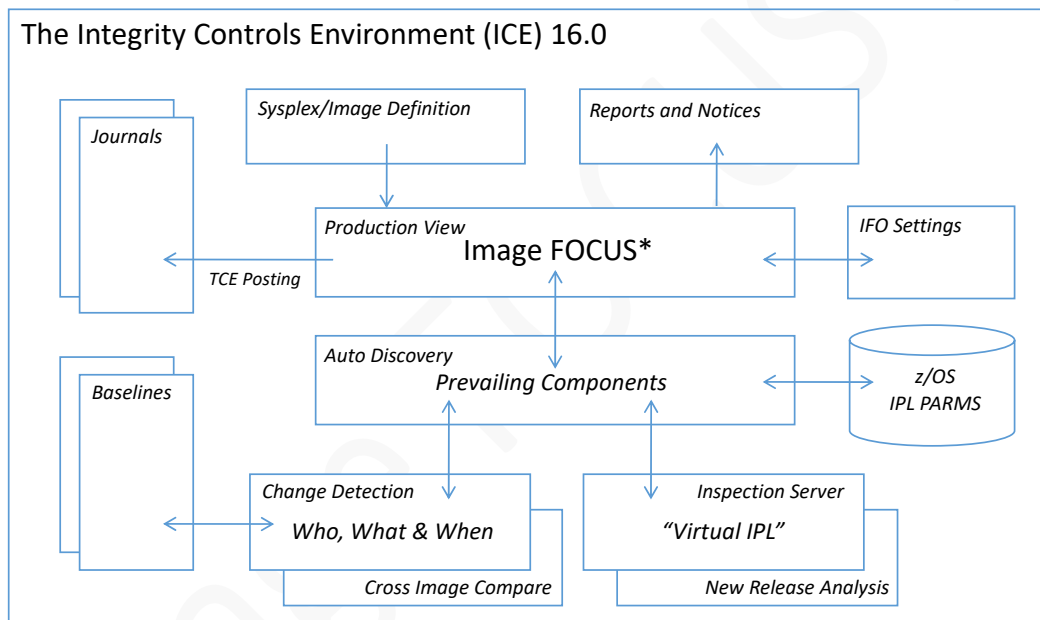 The Integrity Controls Environment (ICE) 16.0
Journals
Sysplex/Image Definition
Reports and Notices
Production View
Image FOCUS*
IFO Settings
TCE Posting
Auto Discovery
Prevailing Components
z/OS
IPL PARMS
Baselines
Change Detection
Who, What & When
Cross Image Compare
Inspection Server
“Virtual IPL”
New Release Analysis